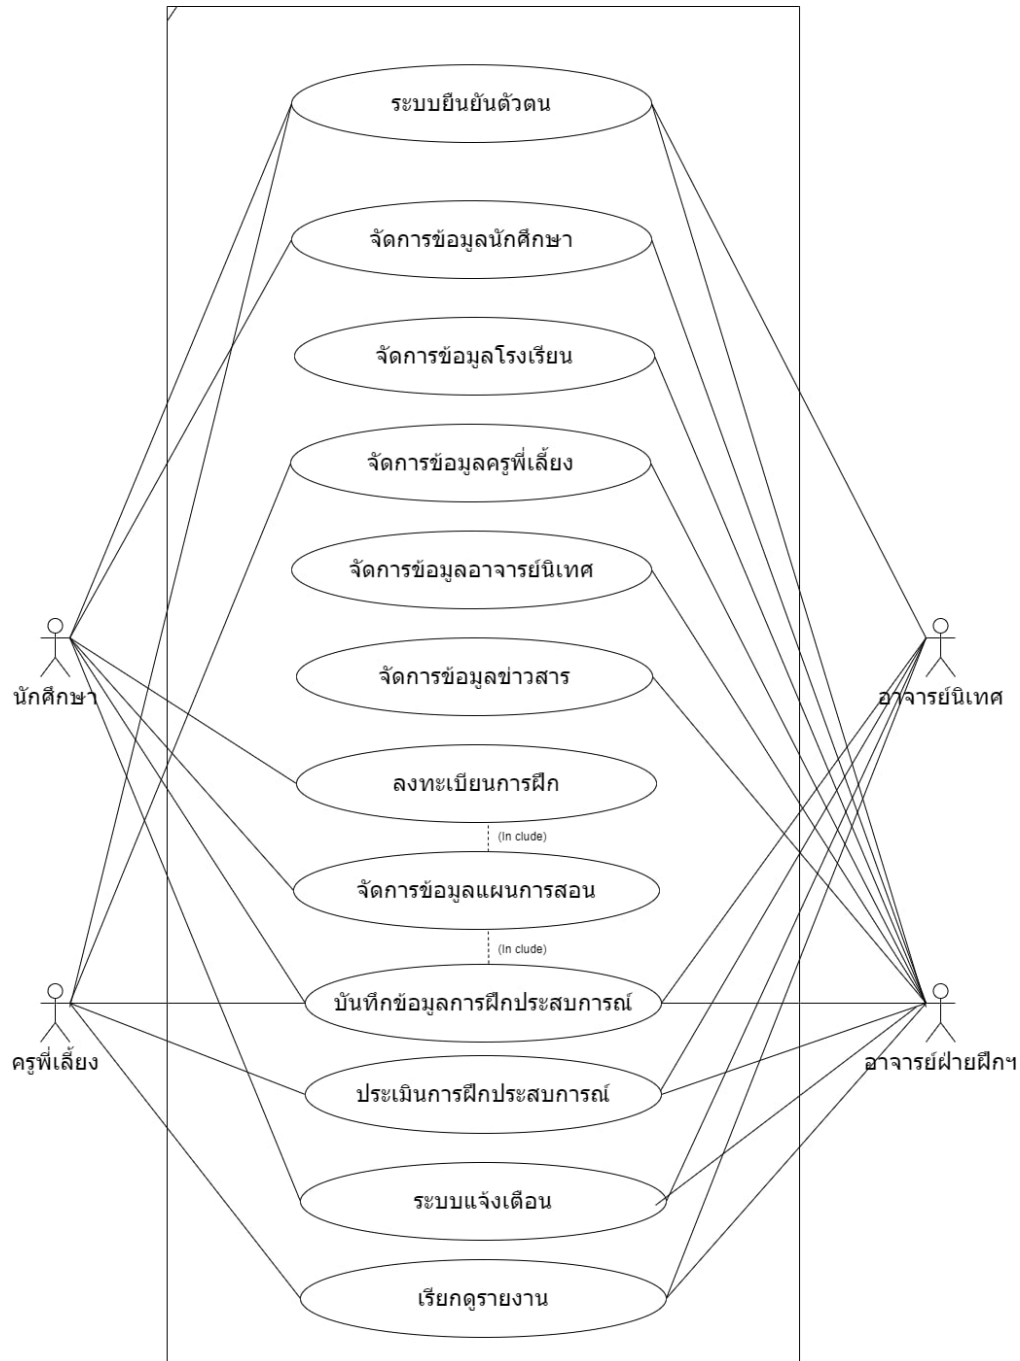 ระบบยืนยันตัวตน
จัดการข้อมูลนักศึกษา
จัดการข้อมูลโรงเรียน
จัดการข้อมูลครูพี่เลี้ยง
จัดการข้อมูลอาจารย์นิเทศ
นักศึกษา
จัดการข้อมูลข่าวสาร
อาจารย์นิเทศ
ลงทะเบียนการฝึก
(In clude)
จัดการข้อมูลแผนการสอน
(In clude)
บันทึกข้อมูลการฝึกประสบการณ์
ครูพี่เลี้ยง
อาจารย์ฝ่ายฝึกฯ
ประเมินการฝึกประสบการณ์
ระบบแจ้งเตือน
เรียกดูรายงาน